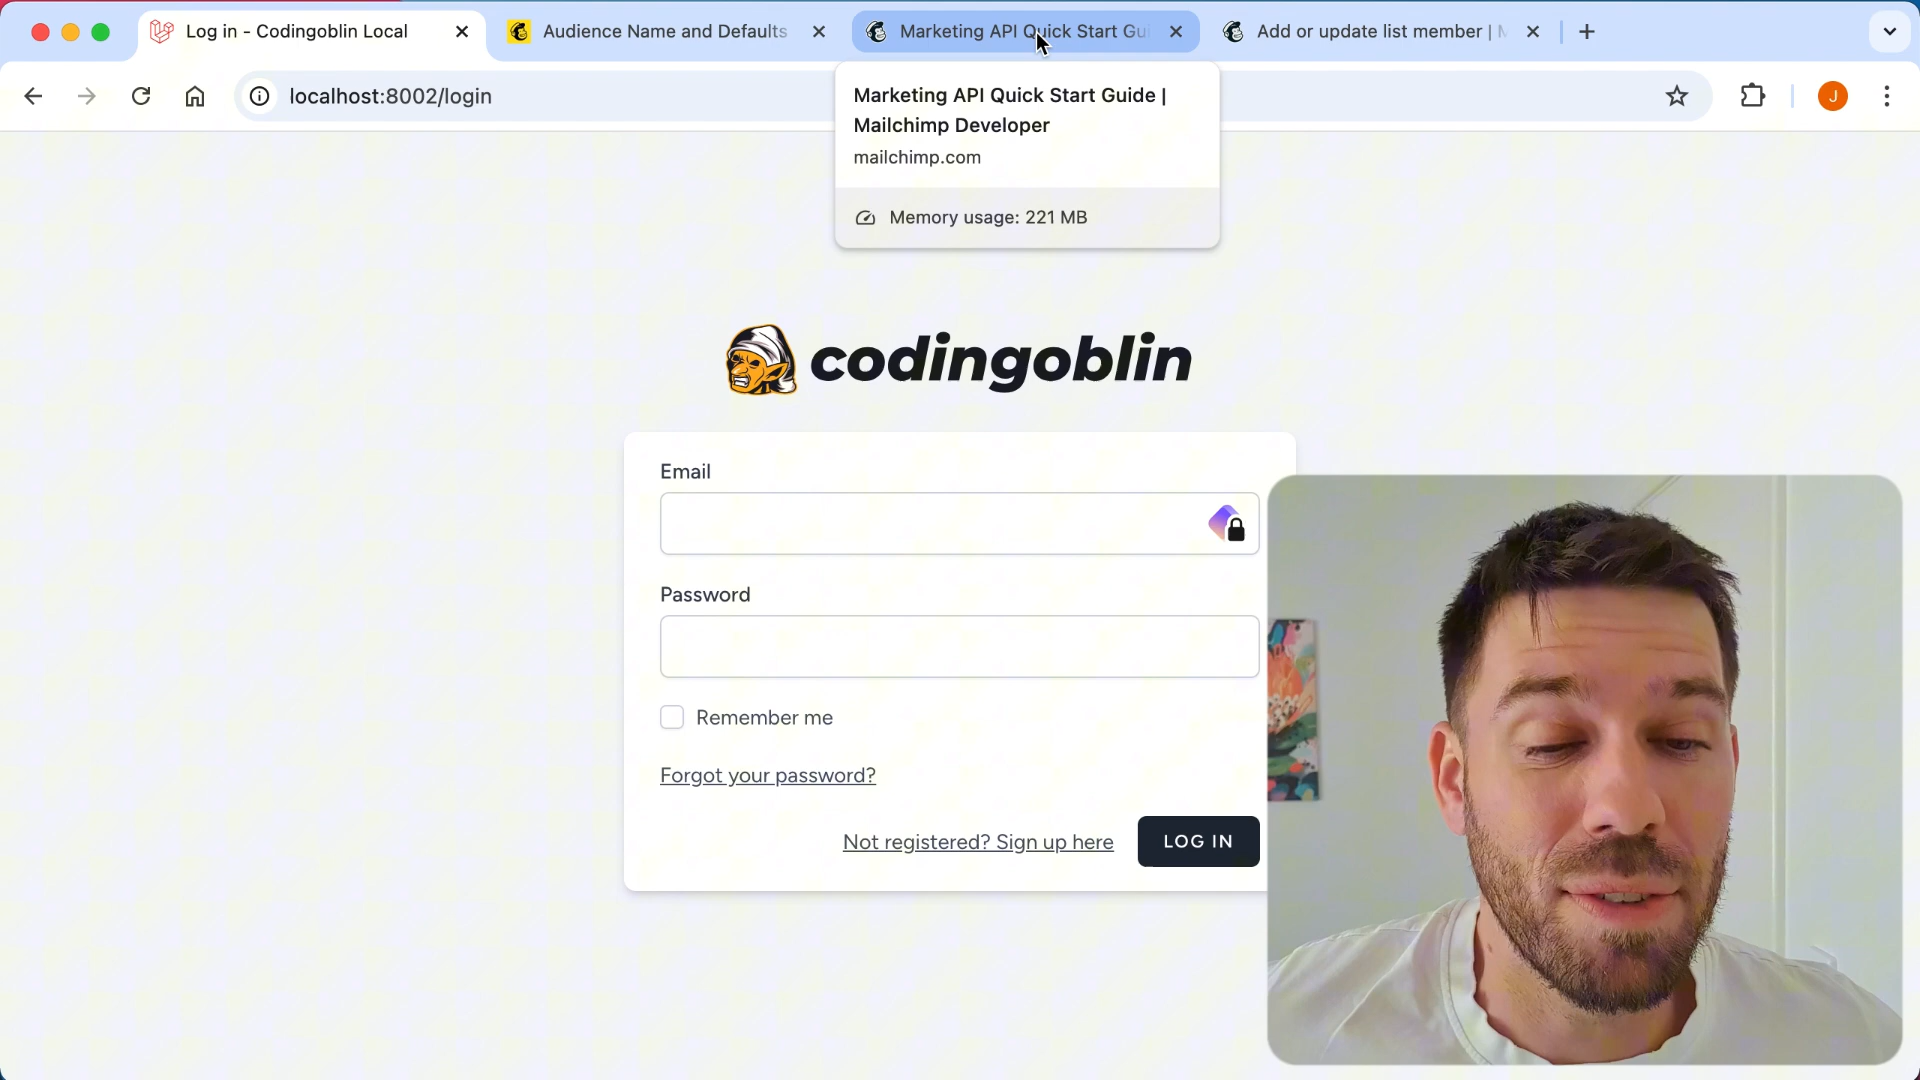 Log in - Codingoblin Local
Audience Name and Defaults
Marketing API Quick Start Gui
Add or update list member |
localhost:8002/login
J
Marketing API Quick Start Guide |
Mailchimp Developer
mailchimp.com
Memory usage: 221 MB
codingoblin
Email
Password
Remember me
Forgot your password?
Not registered? Sign up here
LOG IN